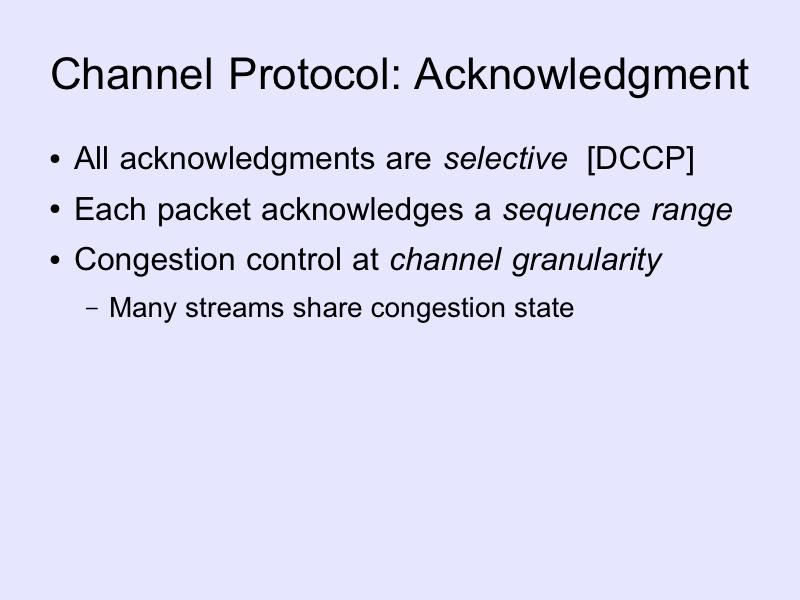 Channel Protocol: Acknowledgment
• All acknowledgments are selective [DCCP]
• Each packet acknowledges a sequence range
• Congestion control at channel granularity
– Many streams share congestion state